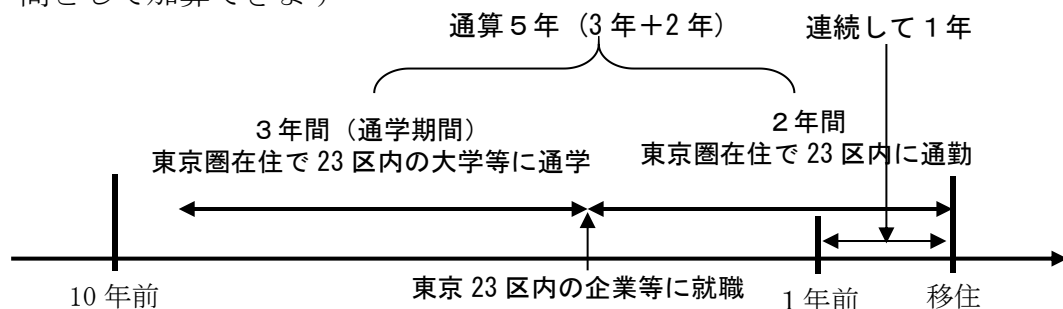 間として加算できます
通算５年（3 年＋2 年）
連続して１年
３年間（通学期間）
東京圏在住で 23 区内の大学等に通学
２年間
東京圏在住で 23 区内に通勤
東京 23 区内の企業等に就職
10 年前
１年前
移住